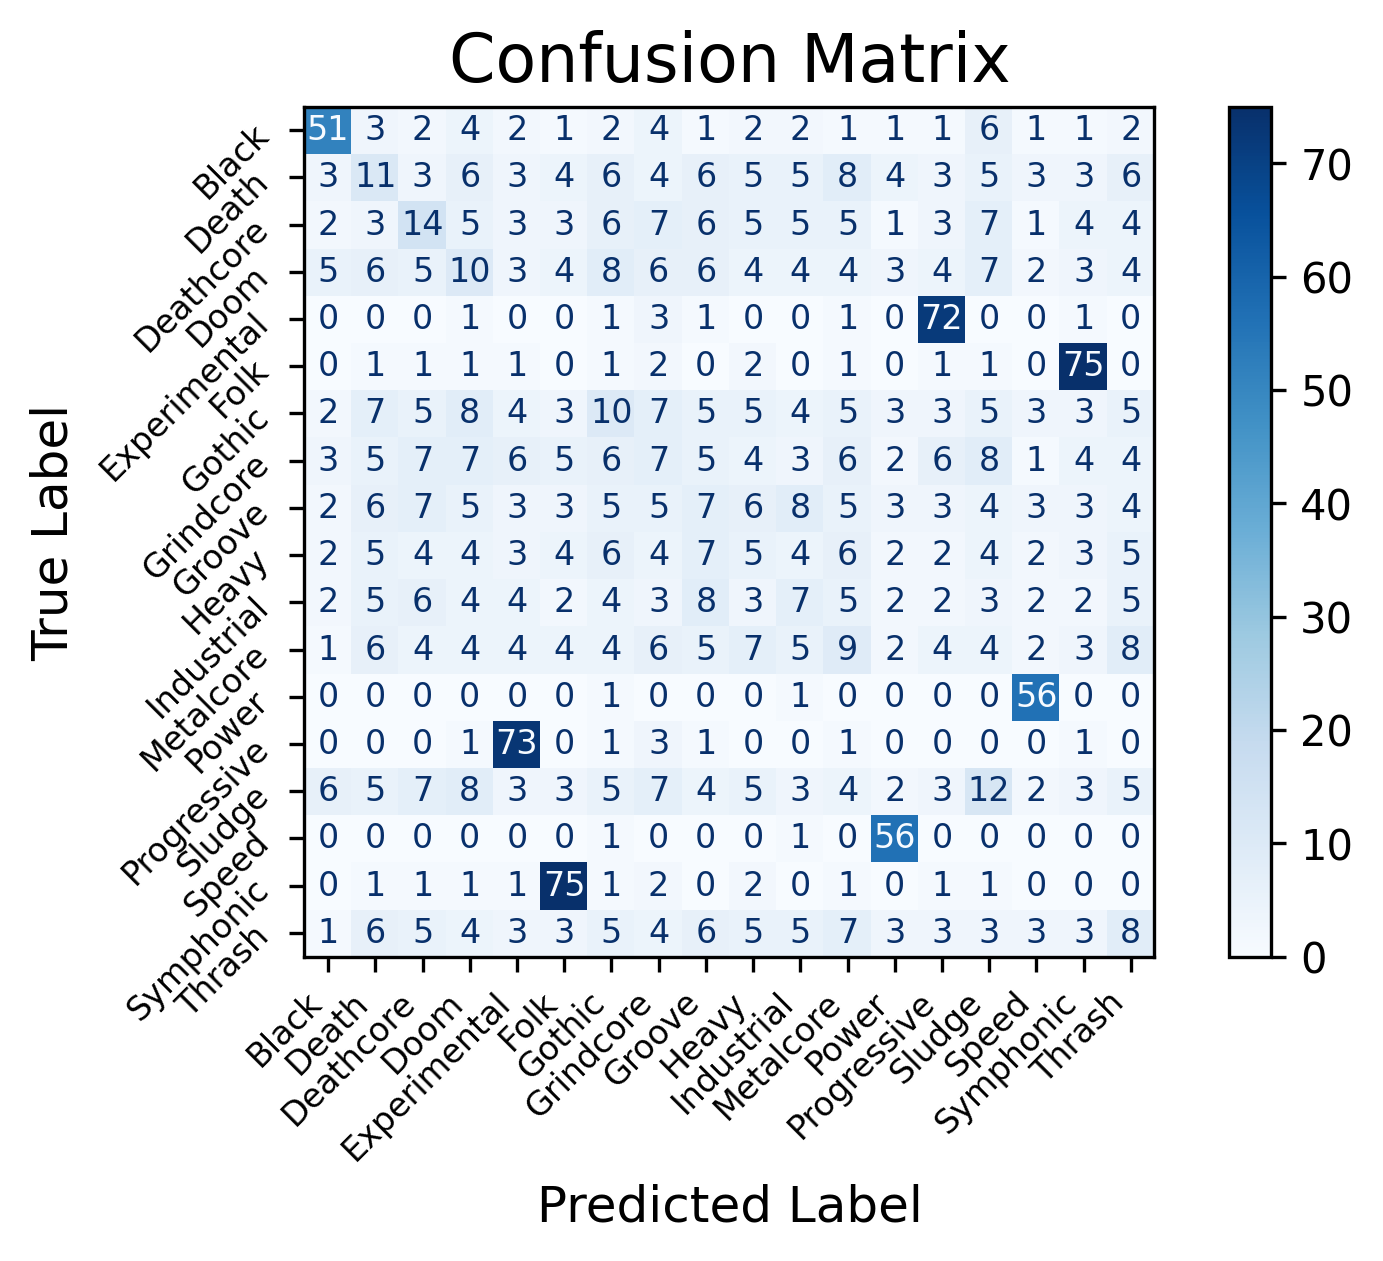 Confusion Matrix
True Label
Black 51 3 2 4 2 1 2 4 1 2 2 1 1 1 6 1 1 2
Death 3 11 3 6 3 4 6 4 6 5 5 8 4 3 5 3 3 6
Deathcore 2 3 14 5 3 3 6 7 6 5 5 5 1 3 7 1 4 4
Doom 5 6 5 10 3 4 8 6 6 4 4 4 3 4 7 2 3 4
Experimental 0 0 0 1 0 0 1 3 1 0 0 1 0 72 0 0 1 0
Folk 0 1 1 1 1 0 1 2 0 2 0 1 0 1 1 0 75 0
Gothic 2 7 5 8 4 3 10 7 5 5 4 5 3 3 5 3 3 5
Grindcore 3 5 7 7 6 5 6 7 5 4 3 6 2 6 8 1 4 4
Groove 2 6 7 5 3 3 5 5 7 6 8 5 3 3 4 3 3 4
Heavy 2 5 4 4 3 4 6 4 7 5 4 6 2 2 4 2 3 5
Industrial 2 5 6 4 4 2 4 3 8 3 7 5 2 2 3 2 2 5
Metalcore 1 6 4 4 4 4 4 6 5 7 5 9 2 4 4 2 3 8
Power 0 0 0 0 0 0 1 0 0 0 1 0 0 0 0 56 0 0
Progressive 0 0 0 1 73 0 1 3 1 0 0 1 0 0 0 0 1 0
Sludge 6 5 7 8 3 3 5 7 4 5 3 4 2 3 12 2 3 5
Speed 0 0 0 0 0 0 1 0 0 0 1 0 56 0 0 0 0 0
Symphonic 0 1 1 1 1 75 1 2 0 2 0 1 0 1 1 0 0 0
Thrash 1 6 5 4 3 3 5 4 6 5 5 7 3 3 3 3 3 8
Black Death Deathcore Doom Experimental Folk Gothic Grindcore Groove Heavy Industrial Metalcore Power Progressive Sludge Speed Symphonic Thrash
Predicted Label
70
60
50
40
30
20
10
0